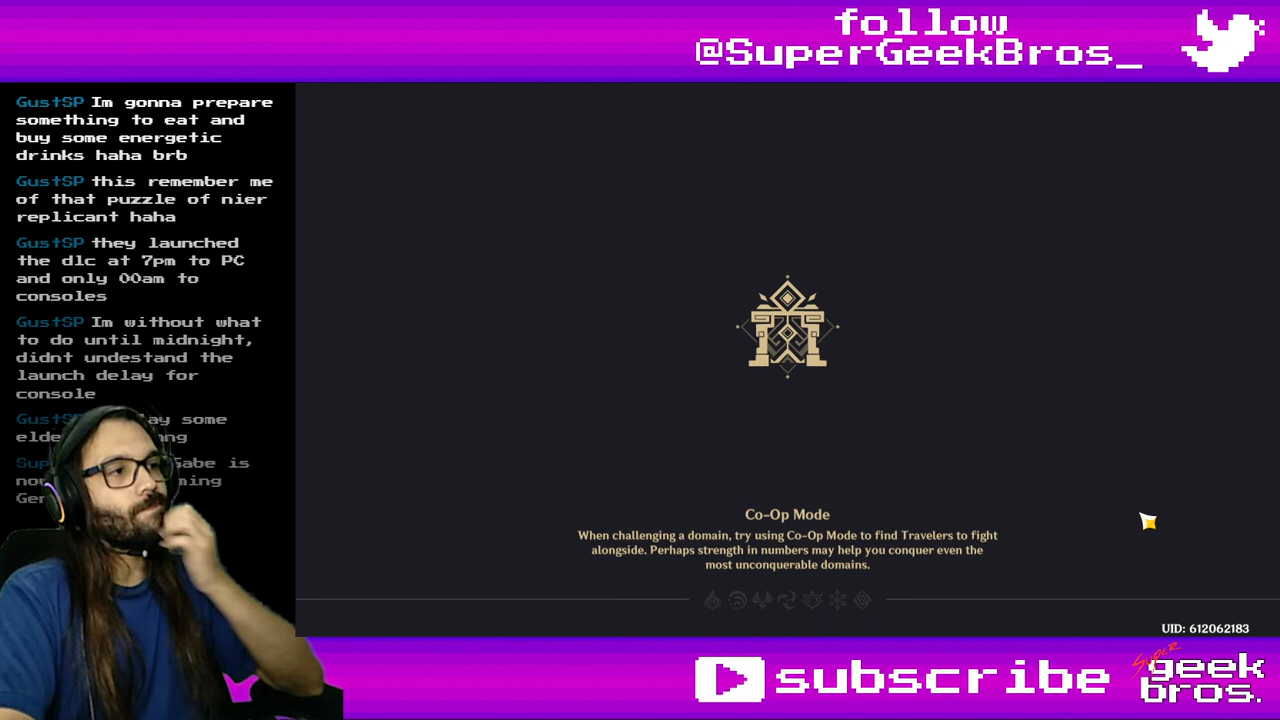 follow
@SuperGeekBros_
GustSP Im gonna prepare
something to eat and
buy some energetic
drinks haha brb
GustSP this remember me
of that puzzle of nier
replicant haha
GustSP they launched
the dlc at 7pm to PC
and only 00am to
consoles
GustSP Im without what
to do until midnight,
didnt undestand the
launch delay for
console
GustSP some
is
Co-Op Mode
When challenging a domain, try using Co-Op Mode to find Travelers to fight
alongside. Perhaps strength in numbers may help you conquer even the
most unconquerable domains.
UID: 612062183
subscribe
SUPER
geek
bros.